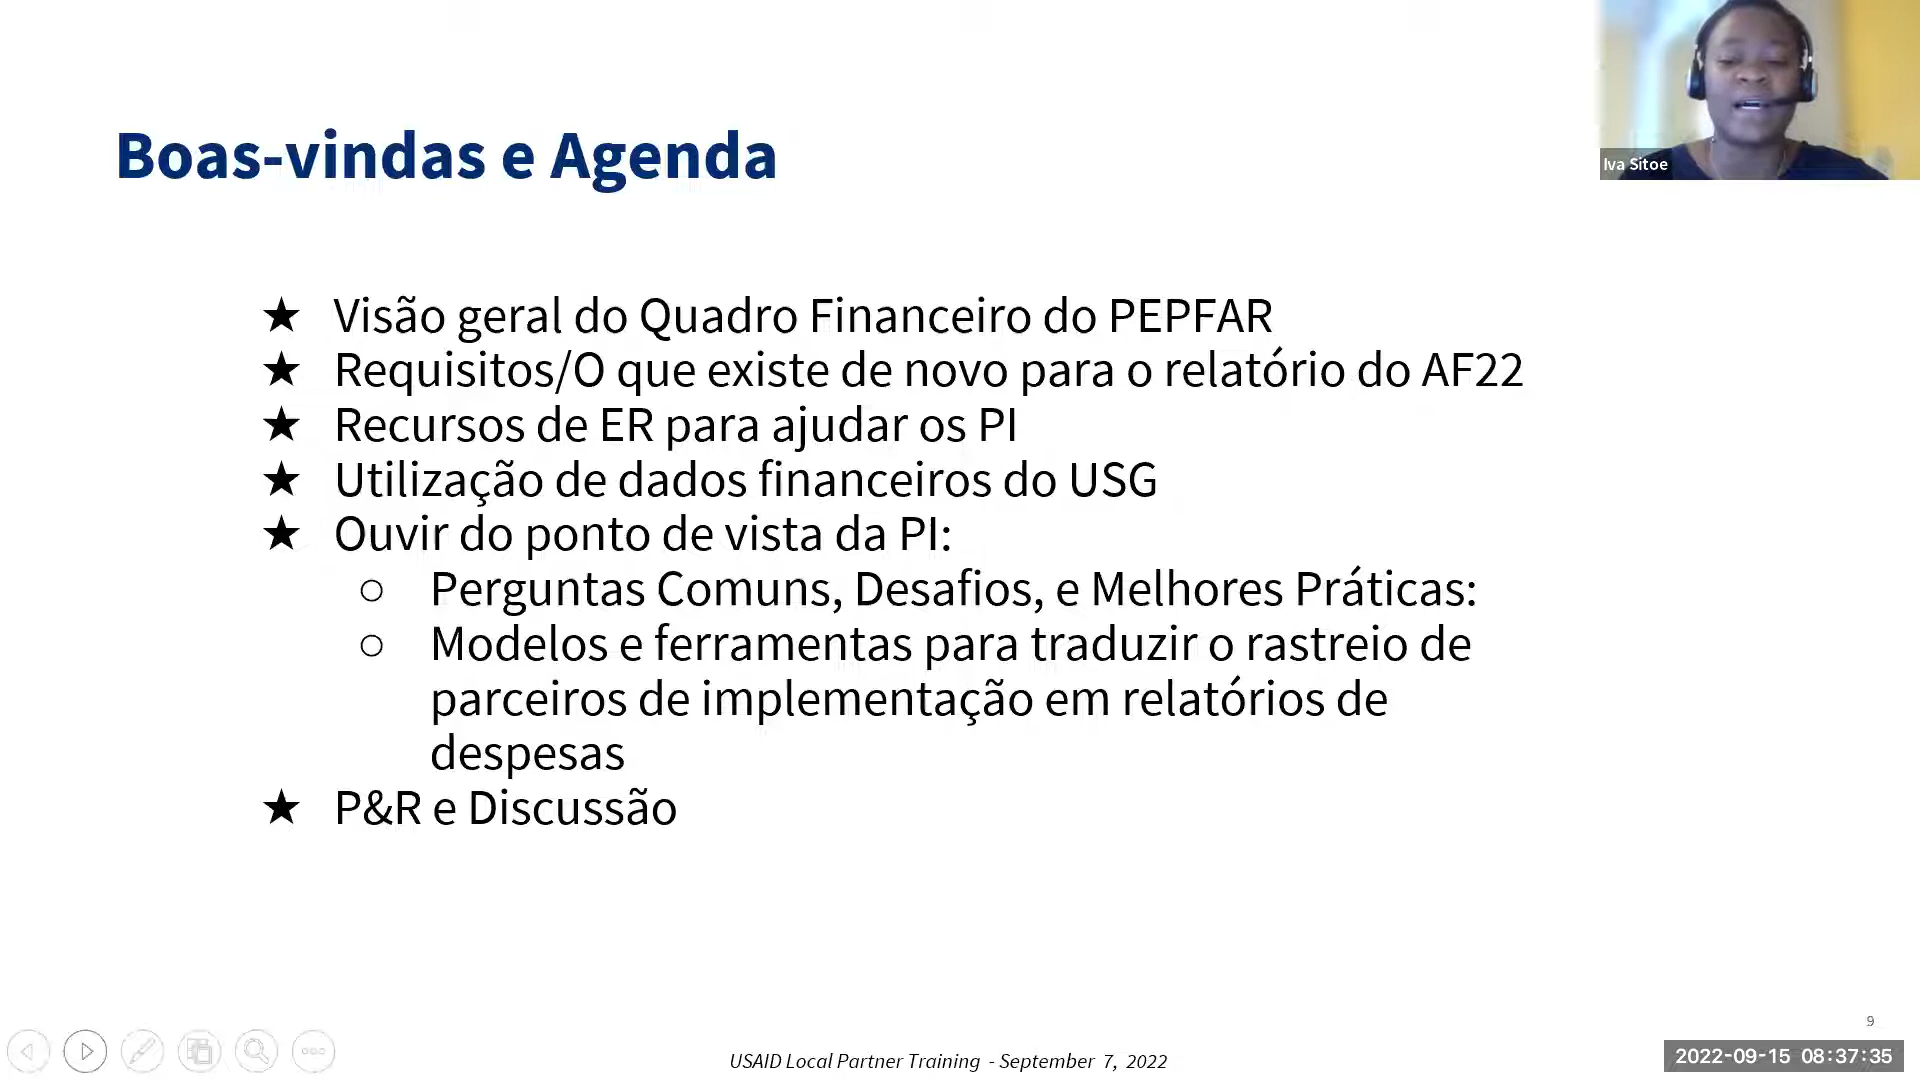 Boas-vindas e Agenda
Iva Sitoe
★ Visão geral do Quadro Financeiro do PEPFAR
★ Requisitos/O que existe de novo para o relatório do AF22
★ Recursos de ER para ajudar os PI
★ Utilização de dados financeiros do USG
★ Ouvir do ponto de vista da PI:
○ Perguntas Comuns, Desafios, e Melhores Práticas:
○ Modelos e ferramentas para traduzir o rastreio de
parceiros de implementação em relatórios de
despesas
★ P&R e Discussão
9
USAID Local Partner Training - September 7, 2022
2022-09-15 08:37:35